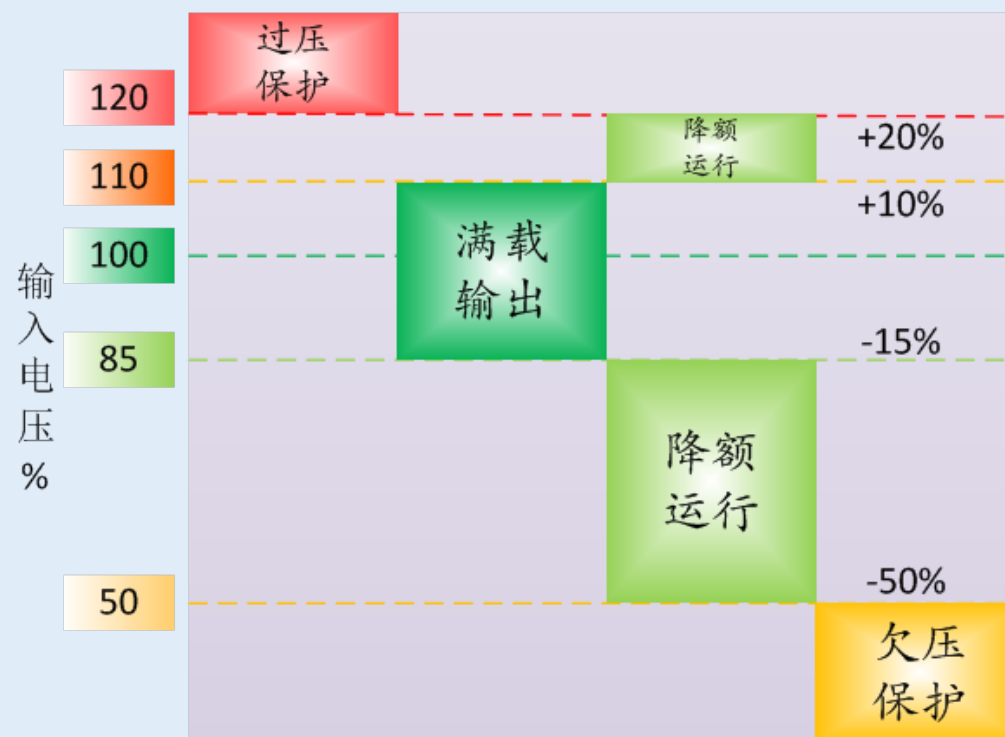 过压
保护
120
降额
运行
+20%
110
+10%
满载
输出
100
输入电压%
85
-15%
降额
运行
50
-50%
欠压
保护